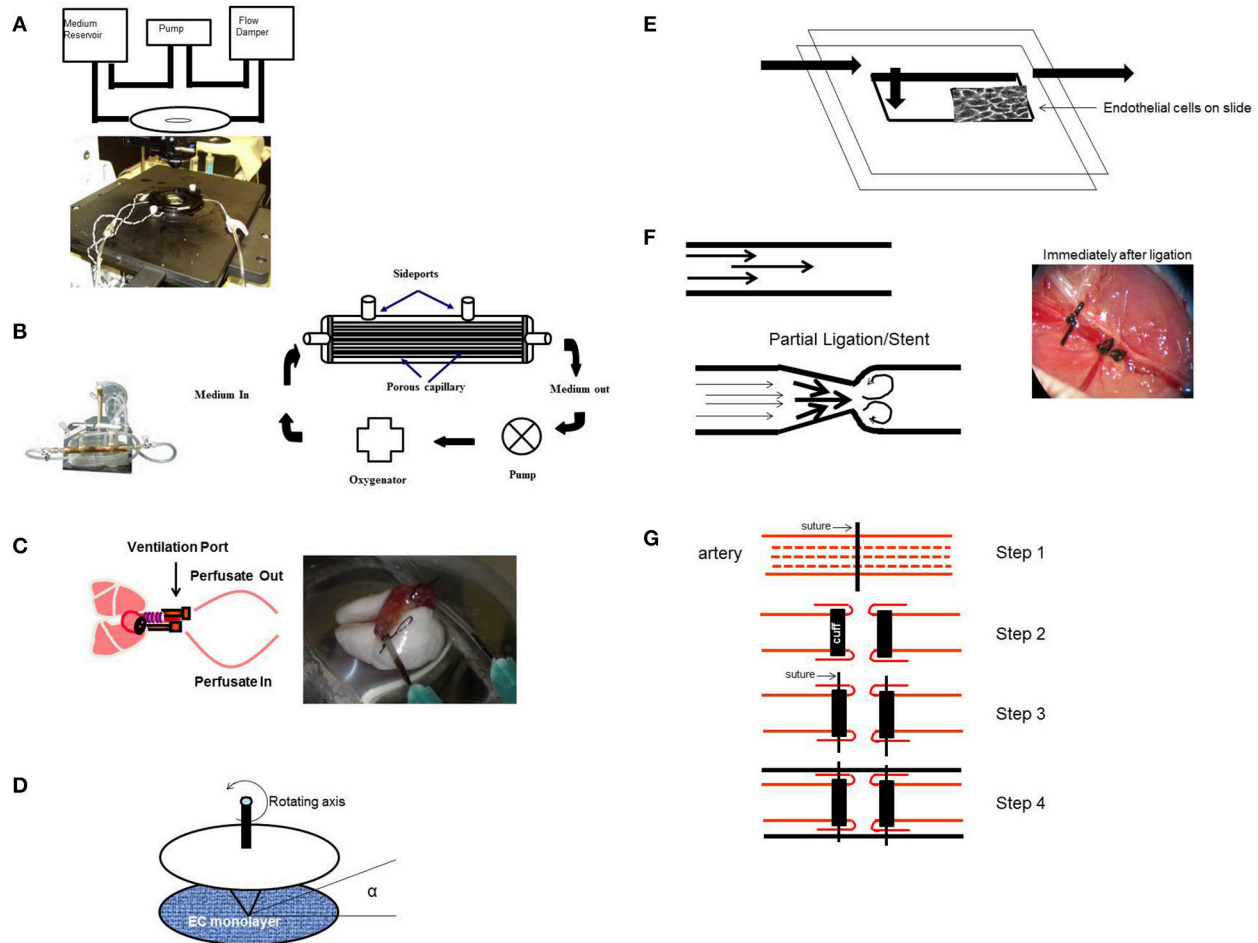 A
Medium
Reservoir
Pump
Flow
Damper
B
Sideports
Porous capillary
Medium In
Medium out
Oxygenator
Pump
C
Ventilation Port
Perfusate Out
Perfusate In
D
Rotating axis
α
EC monolayer
E
Endothelial cells on slide
F
Immediately after ligation
Partial Ligation/Stent
G
suture
artery
Step 1
cuff
Step 2
suture
Step 3
Step 4